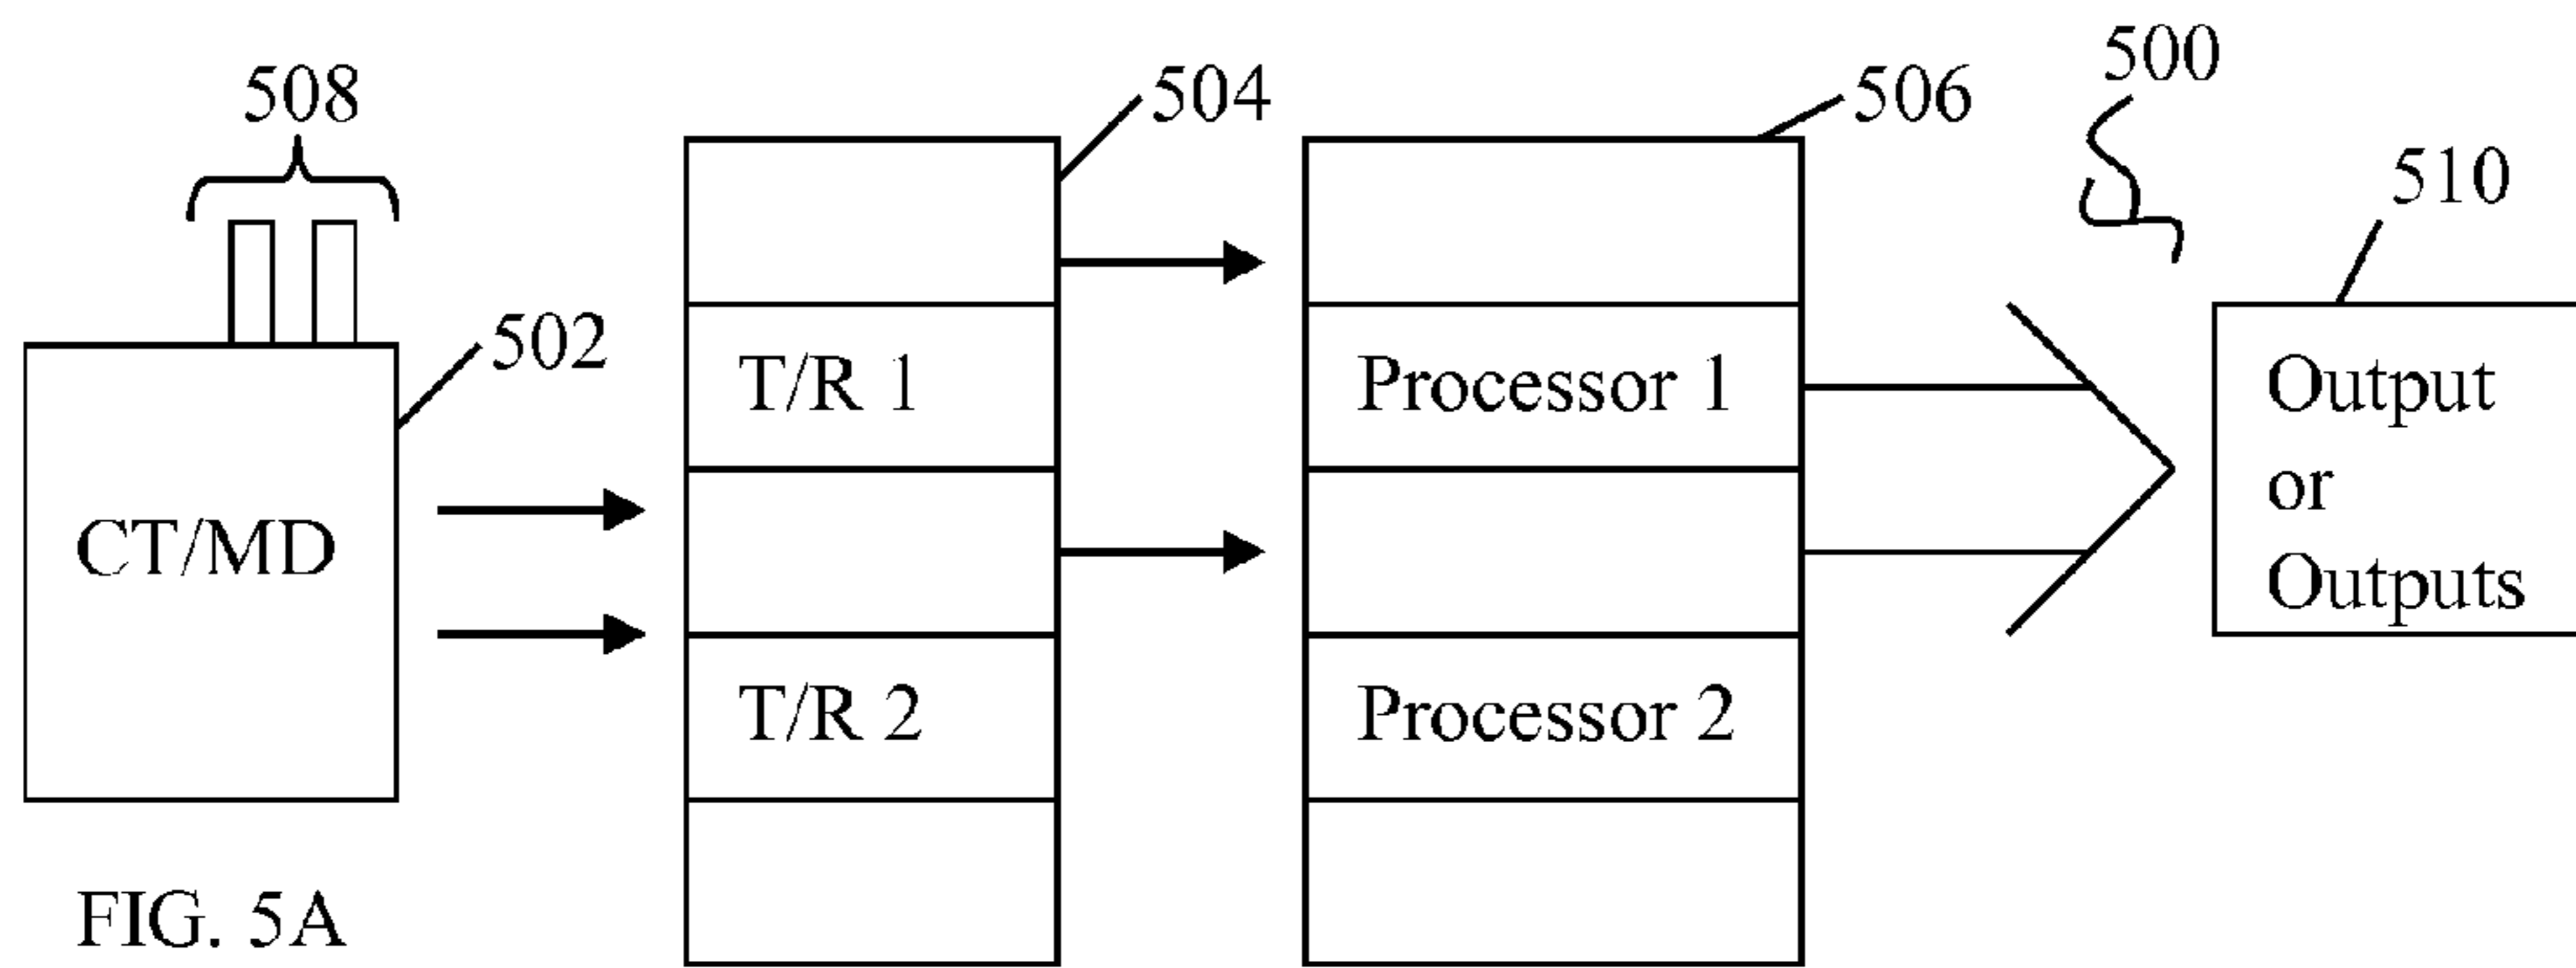 500
508
504
506
510
502
T/R 1
Processor 1
Output
or
Outputs
CT/MD
T/R 2
Processor 2
FIG. 5A